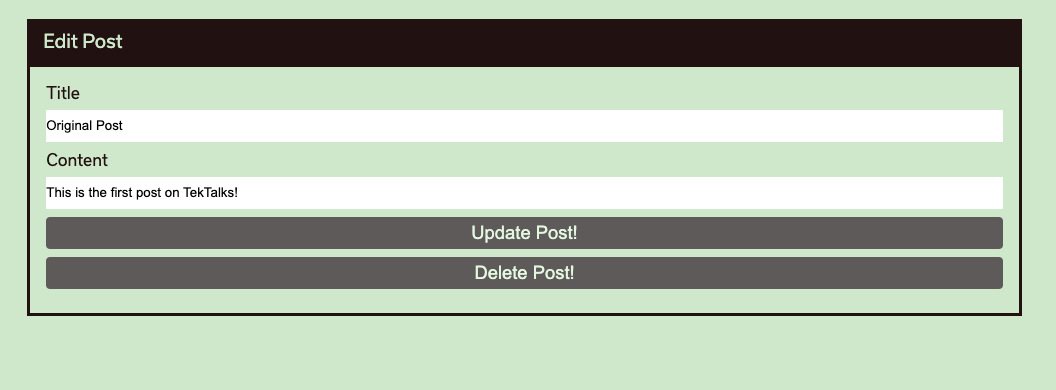 Edit Post
Title
Original Post
Content
This is the first post on TekTalks!
Update Post!
Delete Post!